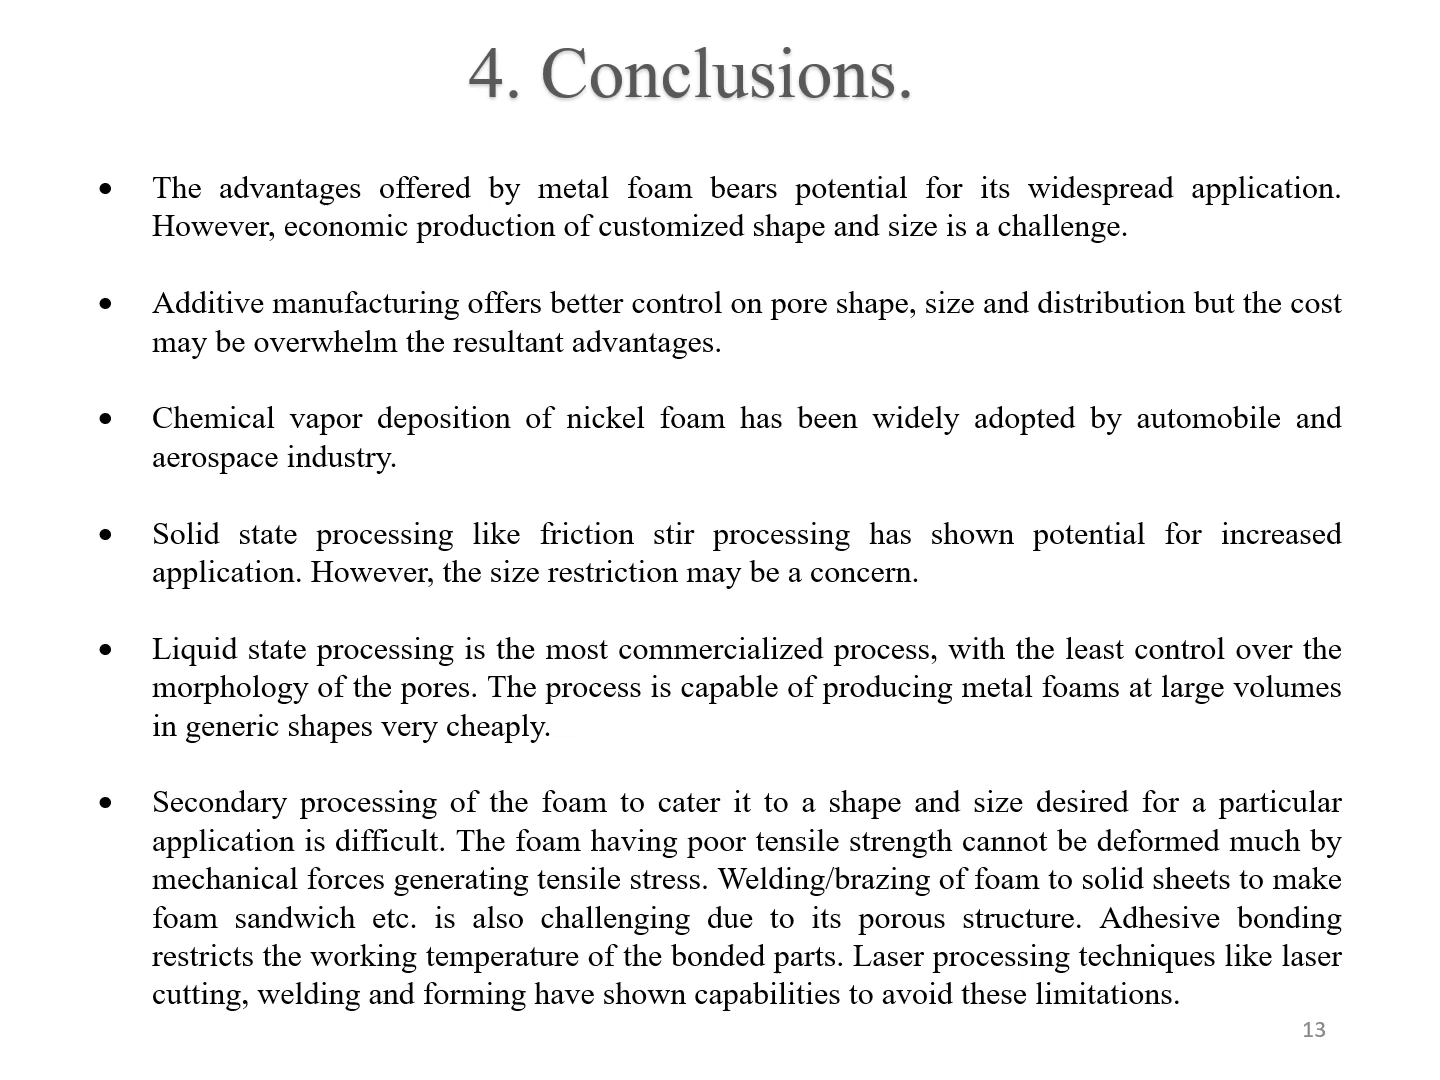 4. Conclusions.
• The advantages offered by metal foam bears potential for its widespread application.
However, economic production of customized shape and size is a challenge.
• Additive manufacturing offers better control on pore shape, size and distribution but the cost
may be overwhelm the resultant advantages.
• Chemical vapor deposition of nickel foam has been widely adopted by automobile and
aerospace industry.
• Solid state processing like friction stir processing has shown potential for increased
application. However, the size restriction may be a concern.
• Liquid state processing is the most commercialized process, with the least control over the
morphology of the pores. The process is capable of producing metal foams at large volumes
in generic shapes very cheaply.
• Secondary processing of the foam to cater it to a shape and size desired for a particular
application is difficult. The foam having poor tensile strength cannot be deformed much by
mechanical forces generating tensile stress. Welding/brazing of foam to solid sheets to make
foam sandwich etc. is also challenging due to its porous structure. Adhesive bonding
restricts the working temperature of the bonded parts. Laser processing techniques like laser
cutting, welding and forming have shown capabilities to avoid these limitations.
13